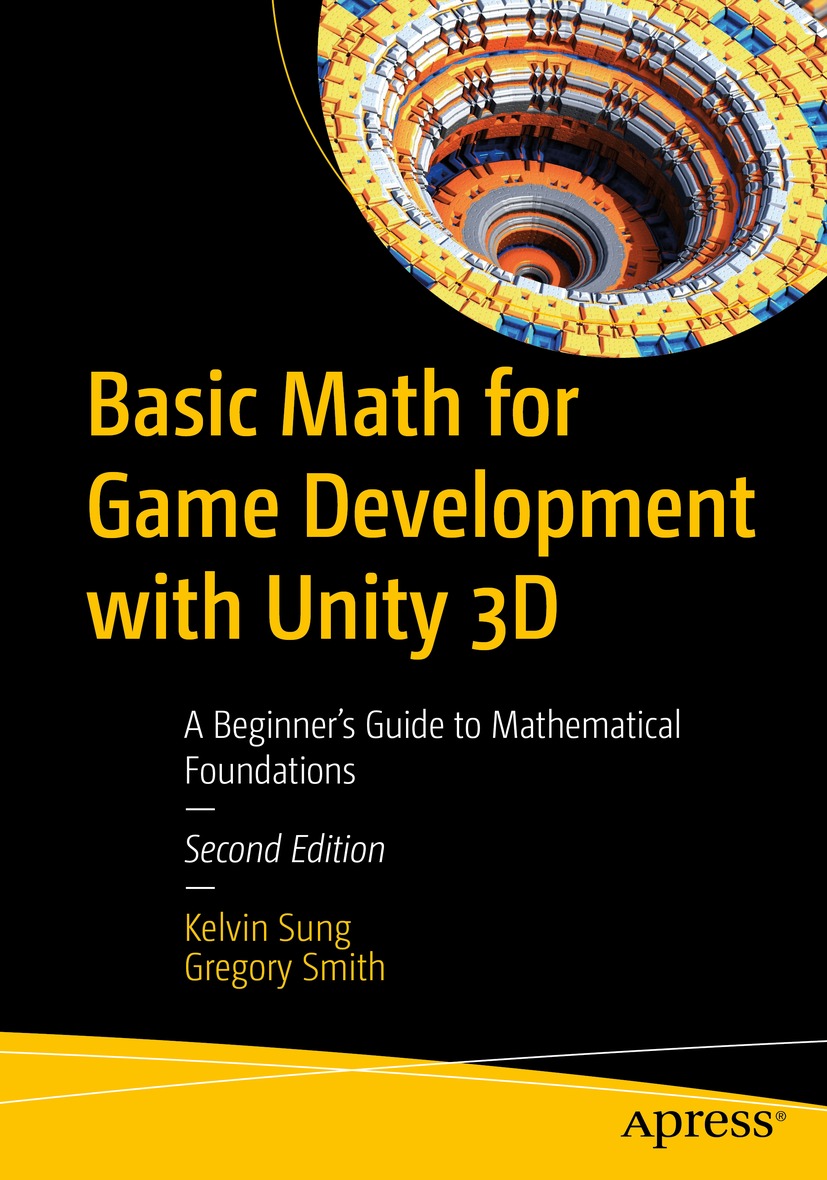 Basic Math for
Game Development
with Unity 3D
A Beginner’s Guide to Mathematical
Foundations
—
Second Edition
—
Kelvin Sung
Gregory Smith
Apress®